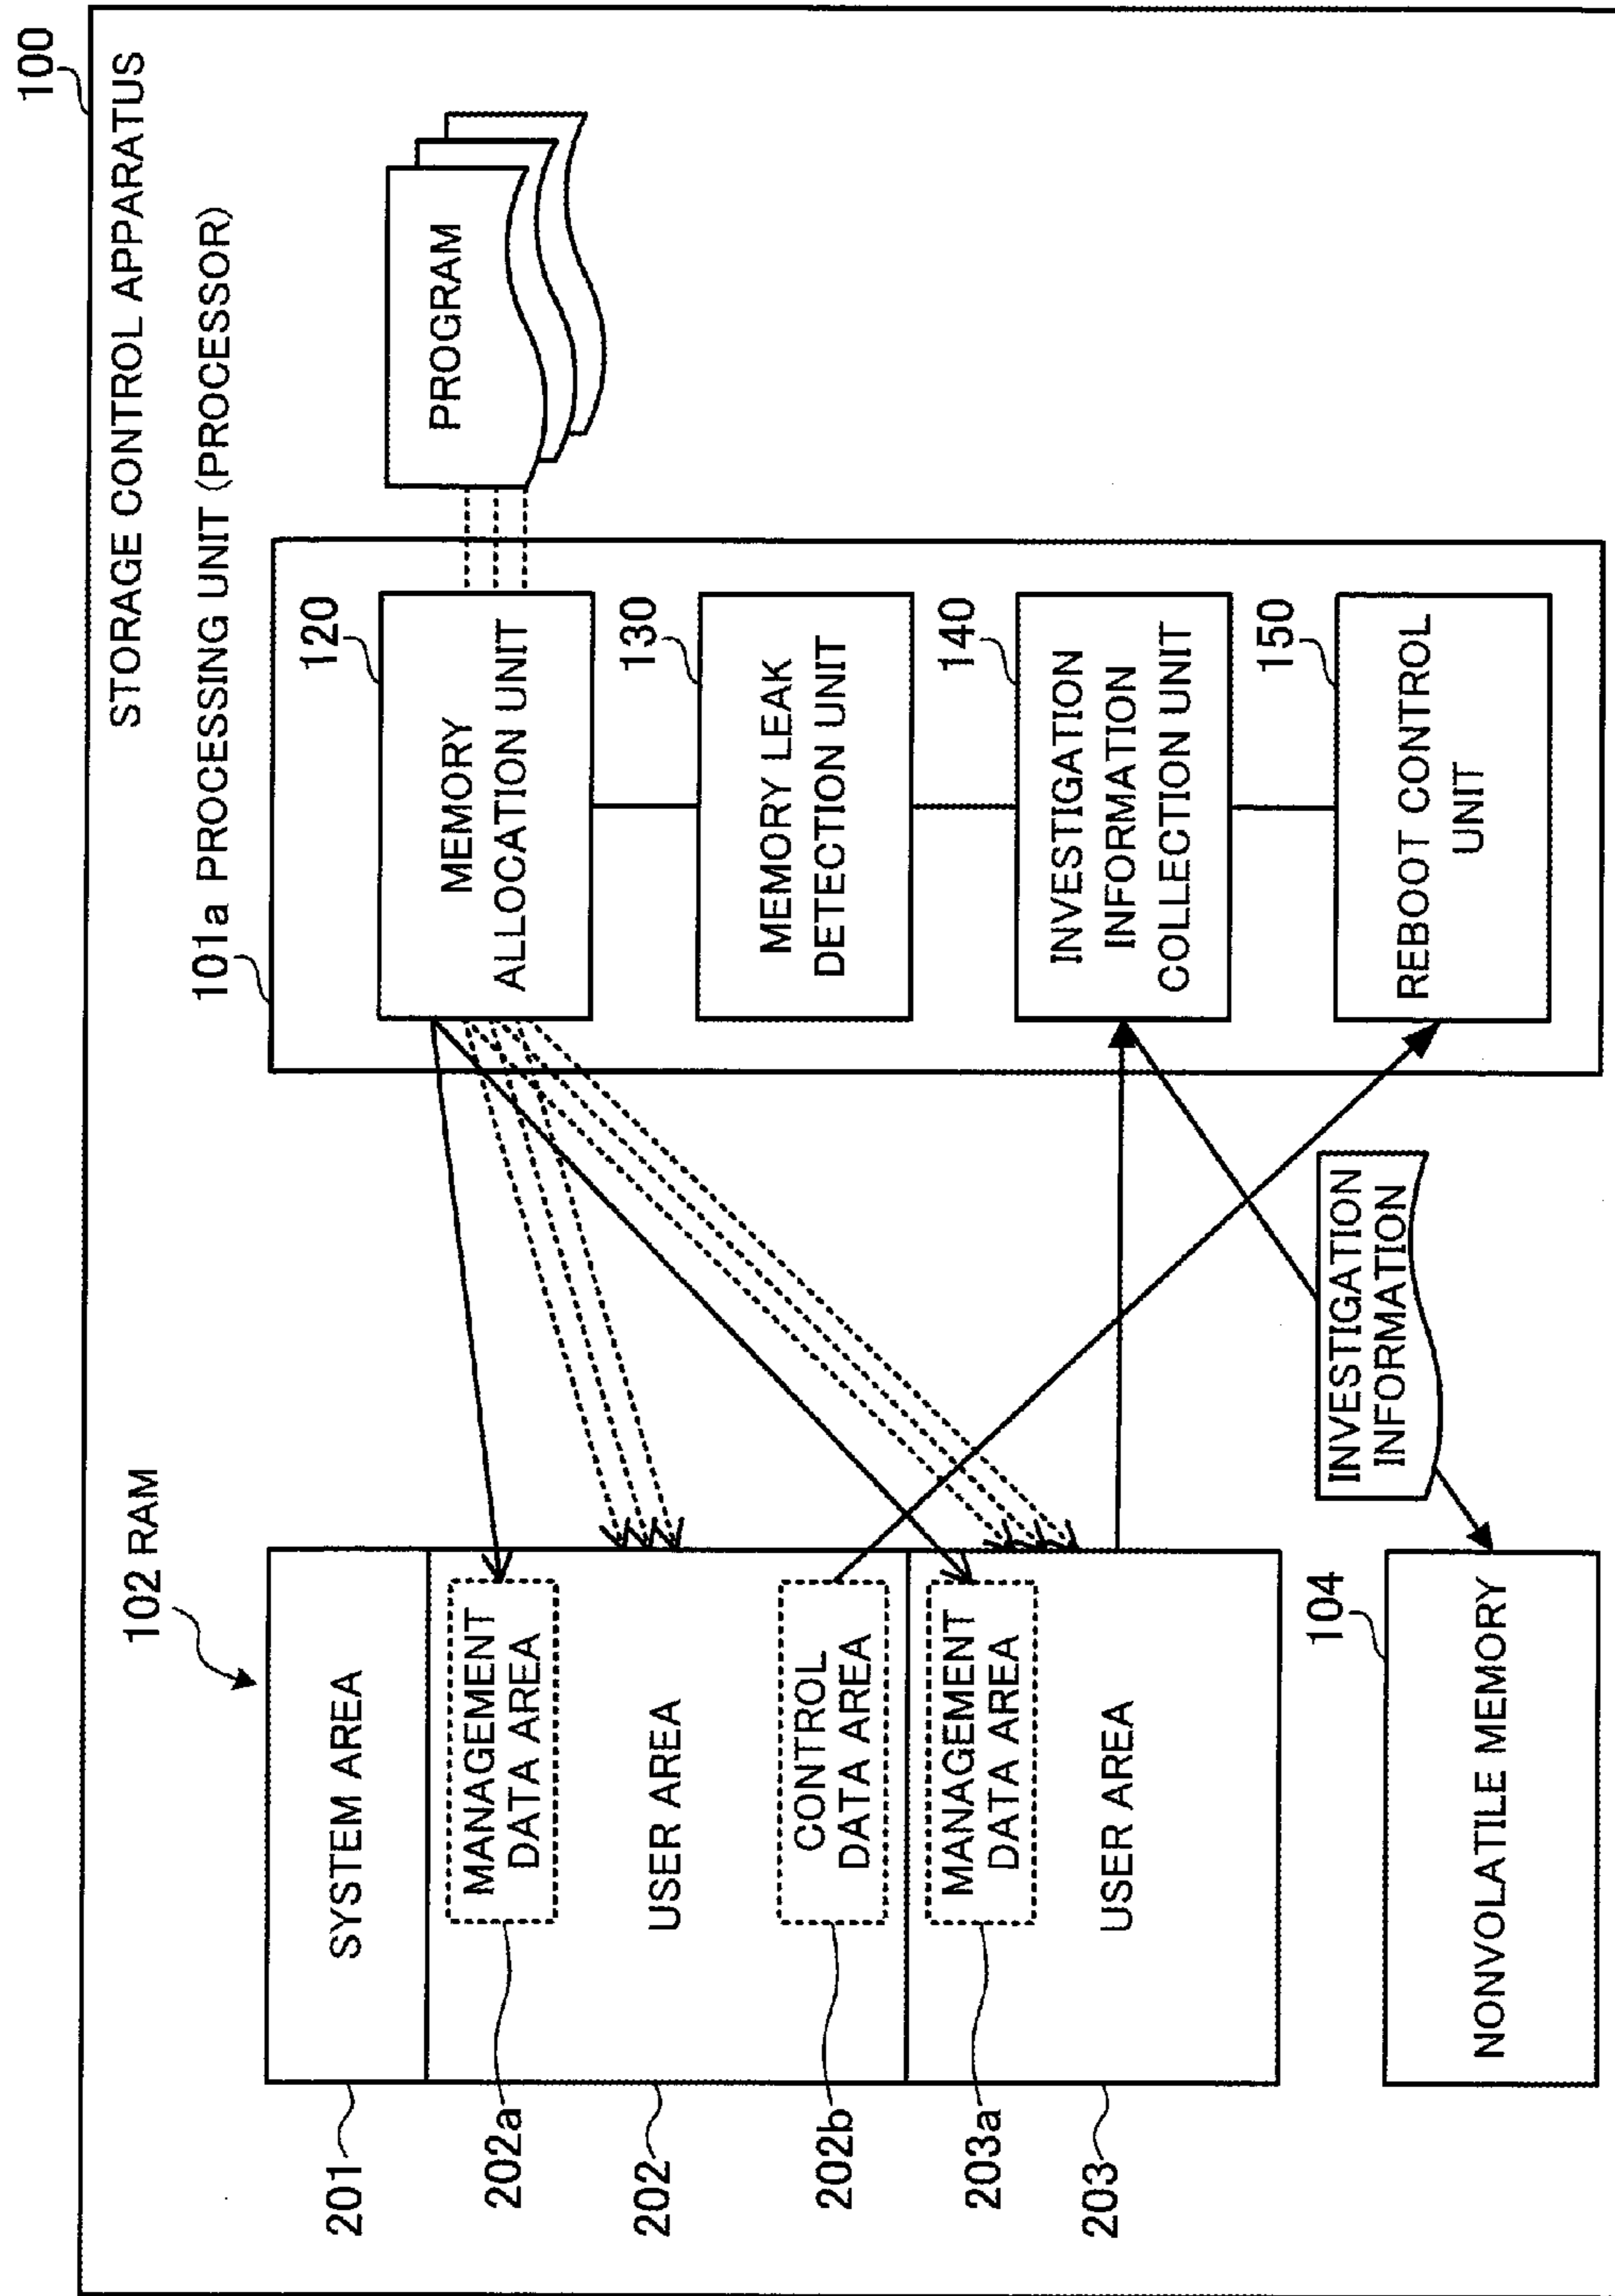 100
STORAGE CONTROL APPARATUS
102 RAM
101a PROCESSING UNIT (PROCESSOR)
201
SYSTEM AREA
202a
MANAGEMENT
DATA AREA
202
USER AREA
202b
CONTROL
DATA AREA
203a
MANAGEMENT
DATA AREA
203
USER AREA
104
NONVOLATILE MEMORY
INVESTIGATION
INFORMATION
120
MEMORY
ALLOCATION UNIT
130
MEMORY LEAK
DETECTION UNIT
140
INVESTIGATION
INFORMATION
COLLECTION UNIT
150
REBOOT CONTROL
UNIT
PROGRAM